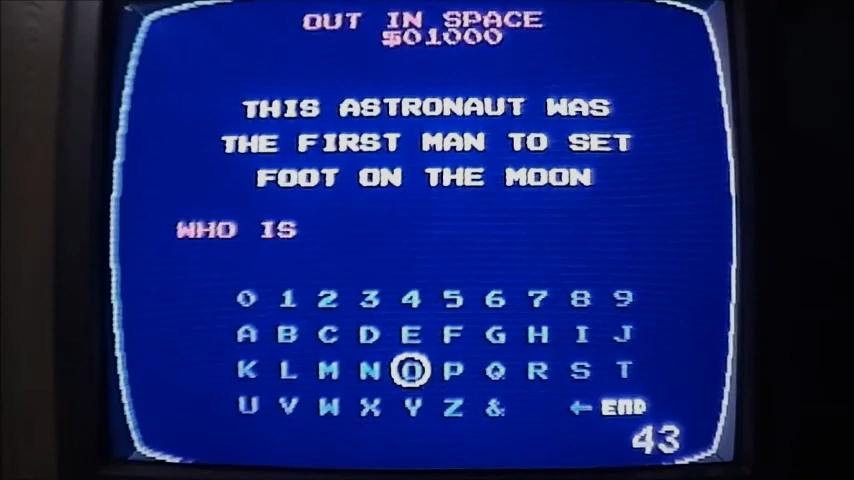 OUT IN SPACE
$01000
THIS ASTRONAUT WAS
THE FIRST MAN TO SET
FOOT ON THE MOON
WHO IS
0 1 2 3 4 5 6 7 8 9
A B C D E F G H I J
K L M N O P Q R S T
U V W X Y Z & ← END
43